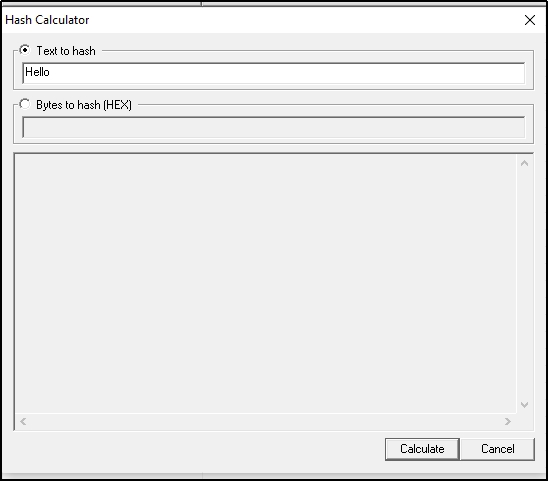 Hash Calculator
Text to hash
Hello
Bytes to hash (HEX)
Calculate Cancel